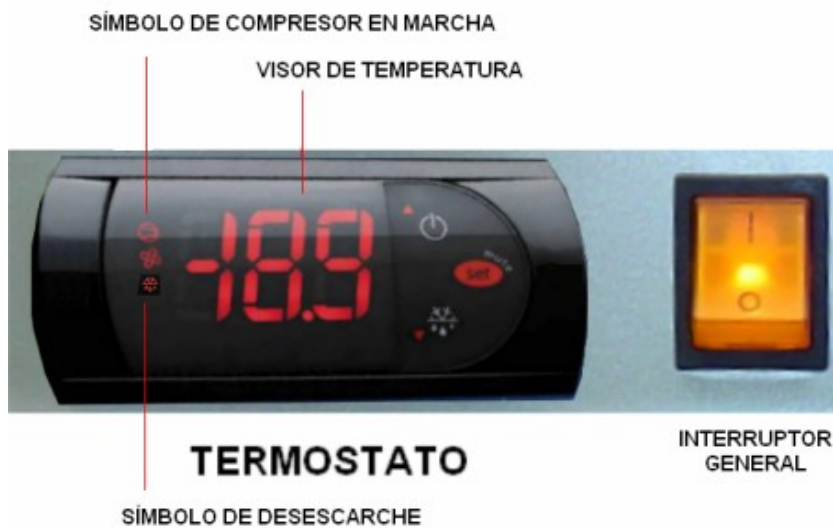 SÍMBOLO DE COMPRESOR EN MARCHA
VISOR DE TEMPERATURA
-18.9
mute
set
TERMOSTATO
INTERRUPTOR
GENERAL
SÍMBOLO DE DESESCARCHE